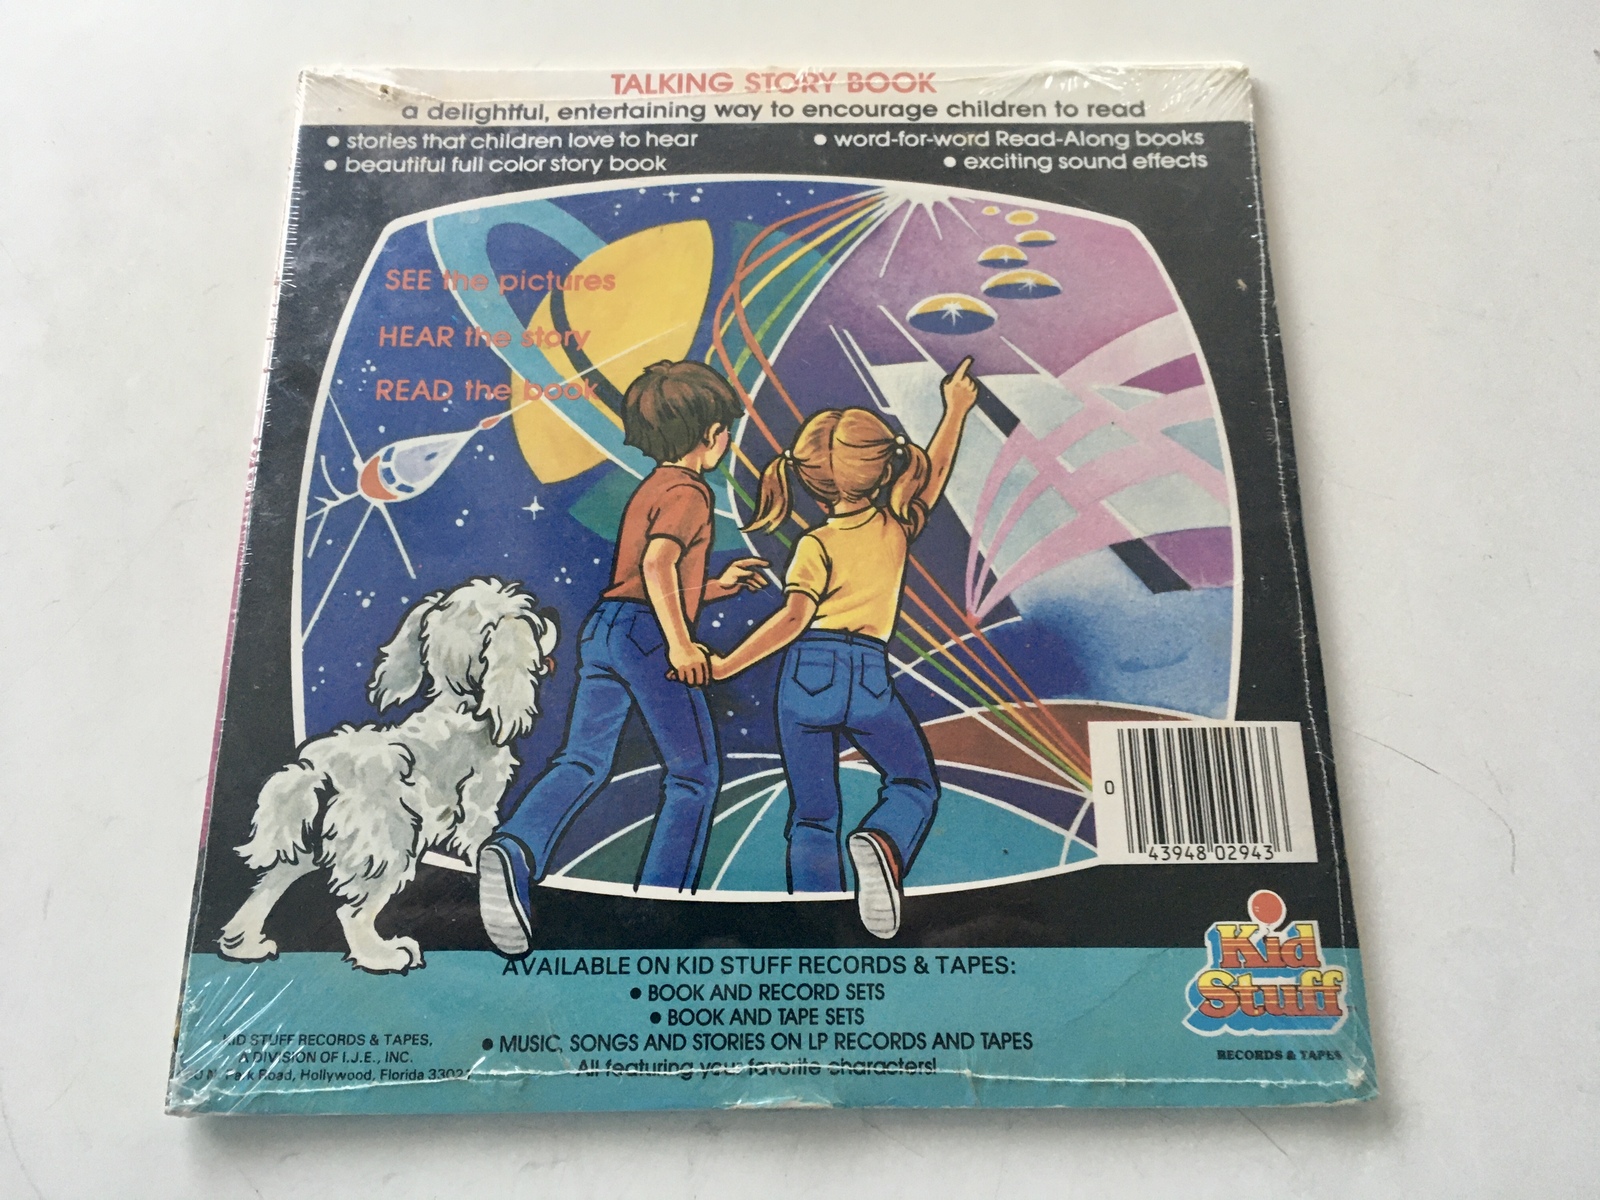 TALKING STORY BOOK
a delightful, entertaining way to encourage children to read
• stories that children love to hear
• beautiful full color story book
• word-for-word Read-Along books
• exciting sound effects
SEE the pictures
HEAR the story
READ the book
0
43948 02943
AVAILABLE ON KID STUFF RECORDS & TAPES:
• BOOK AND RECORD SETS
• BOOK AND TAPE SETS
• MUSIC, SONGS AND STORIES ON LP RECORDS AND TAPES
All featuring your favorite characters!
KID STUFF RECORDS & TAPES,
A DIVISION OF I.J.E., INC.
Park Road, Hollywood, Florida
Kid
Stuff
RECORDS & TAPES